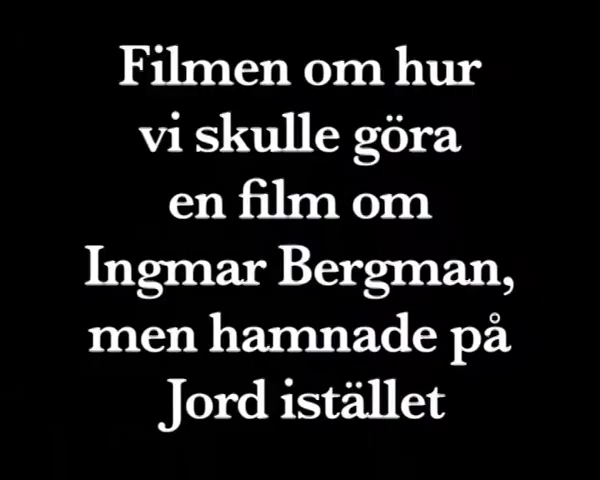 Filmen om hur
vi skulle göra
en film om
Ingmar Bergman,
men hamnade på
Jord istället